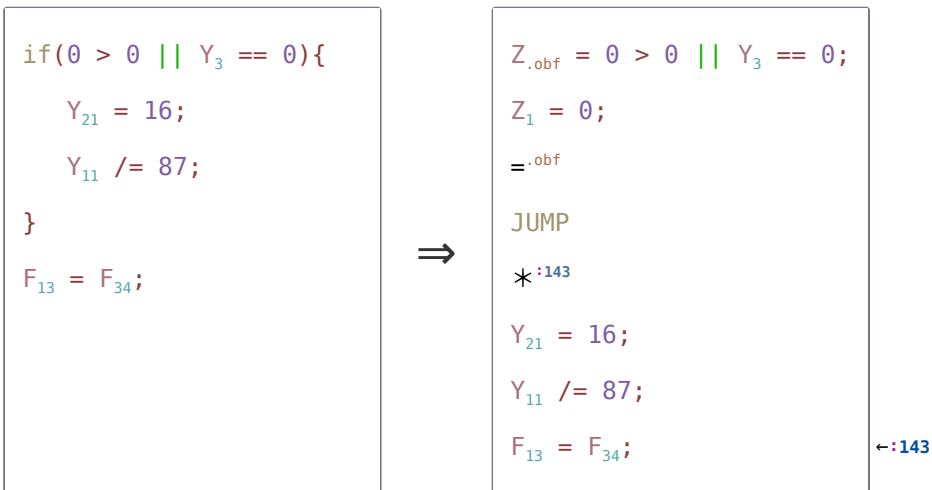 if(0 > 0 || Y₃ == 0){
Y₂₁ = 16;
Y₁₁ /= 87;
}
F₁₃ = F₃₄;
⇒
Z.obf = 0 > 0 || Y₃ == 0;
Z₁ = 0;
=.obf
JUMP
*:143
Y₂₁ = 16;
Y₁₁ /= 87;
F₁₃ = F₃₄;
←:143